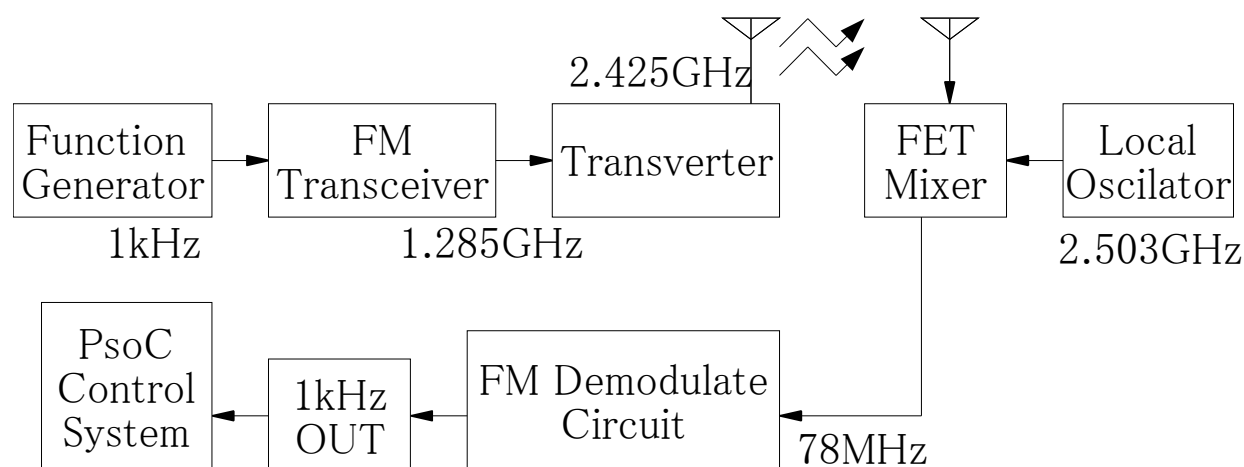 2.425GHz
Function
Generator
FM
Transceiver
Transverter
FET
Mixer
Local
Oscilator
1kHz
1.285GHz
2.503GHz
PsoC
Control
System
1kHz
OUT
FM Demodulate
Circuit
78MHz